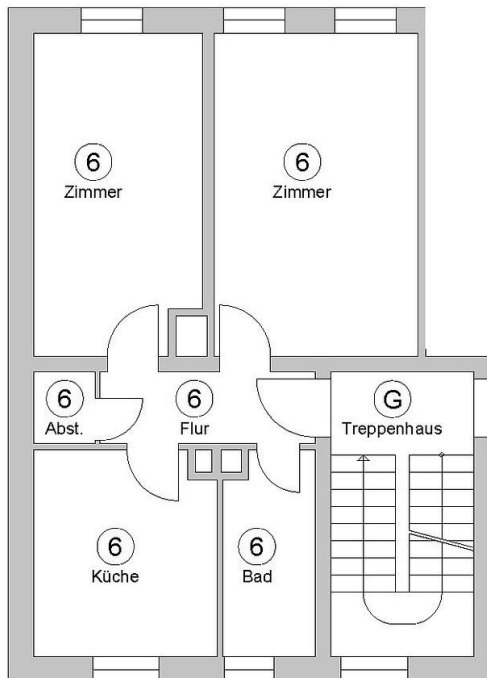 6
Zimmer
6
Zimmer
6
Abst.
6
Flur
G
Treppenhaus
6
Küche
6
Bad